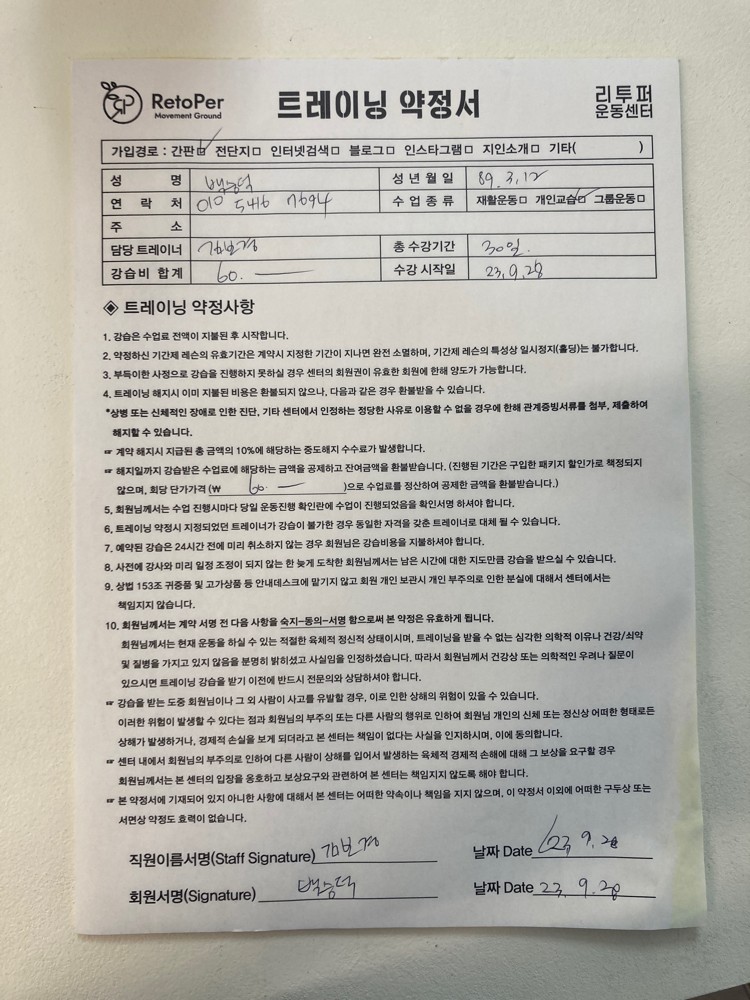 RetoPer
Movement Ground
트레이닝 약정서
리투퍼
운동센터
가입경로 : 간판☑ 전단지□ 인터넷검색□ 블로그□ 인스타그램□ 지인소개□ 기타( )
성 명 백승덕 성 년 월 일 89. 3. 12
연 락 처 010 5416 7694 수 업 종 류 재활운동□ 개인교습☑ 그룹운동□
주 소
담당 트레이너 김보경 총 수강기간 30일.
강습비 합계 60. — 수강 시작일 23. 9. 28
◈ 트레이닝 약정사항
1. 강습은 수업료 전액이 지불된 후 시작합니다.
2. 약정하신 기간제 레슨의 유효기간은 계약시 지정한 기간이 지나면 완전 소멸하며, 기간제 레슨의 특성상 일시정지(홀딩)는 불가합니다.
3. 부득이한 사정으로 강습을 진행하지 못하실 경우 센터의 회원권이 유효한 회원에 한해 양도가 가능합니다.
4. 트레이닝 해지시 이미 지불된 비용은 환불되지 않으나, 다음과 같은 경우 환불받을 수 있습니다.
*상병 또는 신체적인 장애로 인한 진단, 기타 센터에서 인정하는 정당한 사유로 이용할 수 없을 경우에 한해 관계증빙서류를 첨부, 제출하여
해지할 수 있습니다.
☞ 계약 해지시 지급된 총 금액의 10%에 해당하는 중도해지 수수료가 발생합니다.
☞ 해지일까지 강습받은 수업료에 해당하는 금액을 공제하고 잔여금액을 환불받습니다. (진행된 기간은 구입한 패키지 할인가로 책정되지
않으며, 회당 단가가격 (₩ 60. — )으로 수업료를 정산하여 공제한 금액을 환불받습니다.)
5. 회원님께서는 수업 진행시마다 당일 운동진행 확인란에 수업이 진행되었음을 확인서명 하셔야 합니다.
6. 트레이닝 약정시 지정되었던 트레이너가 강습이 불가한 경우 동일한 자격을 갖춘 트레이너로 대체 될 수 있습니다.
7. 예약된 강습은 24시간 전에 미리 취소하지 않는 경우 회원님은 강습비용을 지불하셔야 합니다.
8. 사전에 강사와 미리 일정 조정이 되지 않는 한 늦게 도착한 회원님께서는 남은 시간에 대한 지도만큼 강습을 받으실 수 있습니다.
9. 상법 153조 귀중품 및 고가상품 등 안내데스크에 맡기지 않고 회원 개인 보관시 개인 부주의로 인한 분실에 대해서 센터에서는
책임지지 않습니다.
10. 회원님께서는 계약 서명 전 다음 사항을 숙지–동의–서명 함으로써 본 약정은 유효하게 됩니다.
회원님께서는 현재 운동을 하실 수 있는 적절한 육체적 정신적 상태이시며, 트레이닝을 받을 수 없는 심각한 의학적 이유나 건강/쇠약
및 질병을 가지고 있지 않음을 분명히 밝히셨고 사실임을 인정하셨습니다. 따라서 회원님께서 건강상 또는 의학적인 우려나 질문이
있으시면 트레이닝 강습을 받기 이전에 반드시 전문의와 상담하셔야 합니다.
☞ 강습을 받는 도중 회원님이나 그 외 사람이 사고를 유발할 경우, 이로 인한 상해의 위험이 있을 수 있습니다.
이러한 위험이 발생할 수 있다는 점과 회원님의 부주의 또는 다른 사람의 행위로 인하여 회원님 개인의 신체 또는 정신상 어떠한 형태로든
상해가 발생하거나, 경제적 손실을 보게 되더라고 본 센터는 책임이 없다는 사실을 인지하시며, 이에 동의합니다.
☞ 센터 내에서 회원님의 부주의로 인하여 다른 사람이 상해를 입어서 발생하는 육체적 경제적 손해에 대해 그 보상을 요구할 경우
회원님께서는 본 센터의 입장을 옹호하고 보상요구와 관련하여 본 센터는 책임지지 않도록 해야 합니다.
☞ 본 약정서에 기재되어 있지 아니한 사항에 대해서 본 센터는 어떠한 약속이나 책임을 지지 않으며, 이 약정서 이외에 어떠한 구두상 또는
서면상 약정도 효력이 없습니다.
직원이름서명(Staff Signature) 김보경 날짜 Date 23, 9. 28
회원서명(Signature) 백승덕 날짜 Date 23. 9. 28